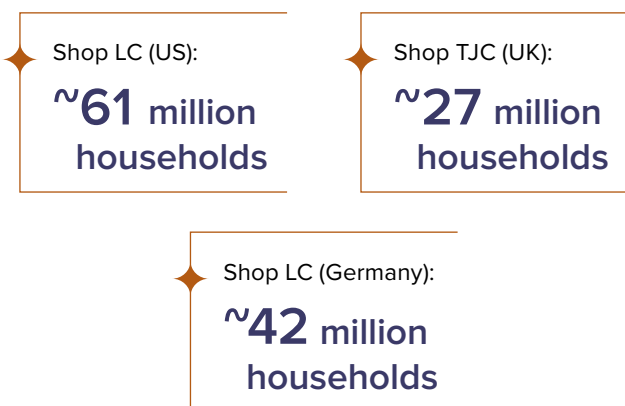 Shop LC (US):
~61 million
households
Shop TJC (UK):
~27 million
households
Shop LC (Germany):
~42 million
households